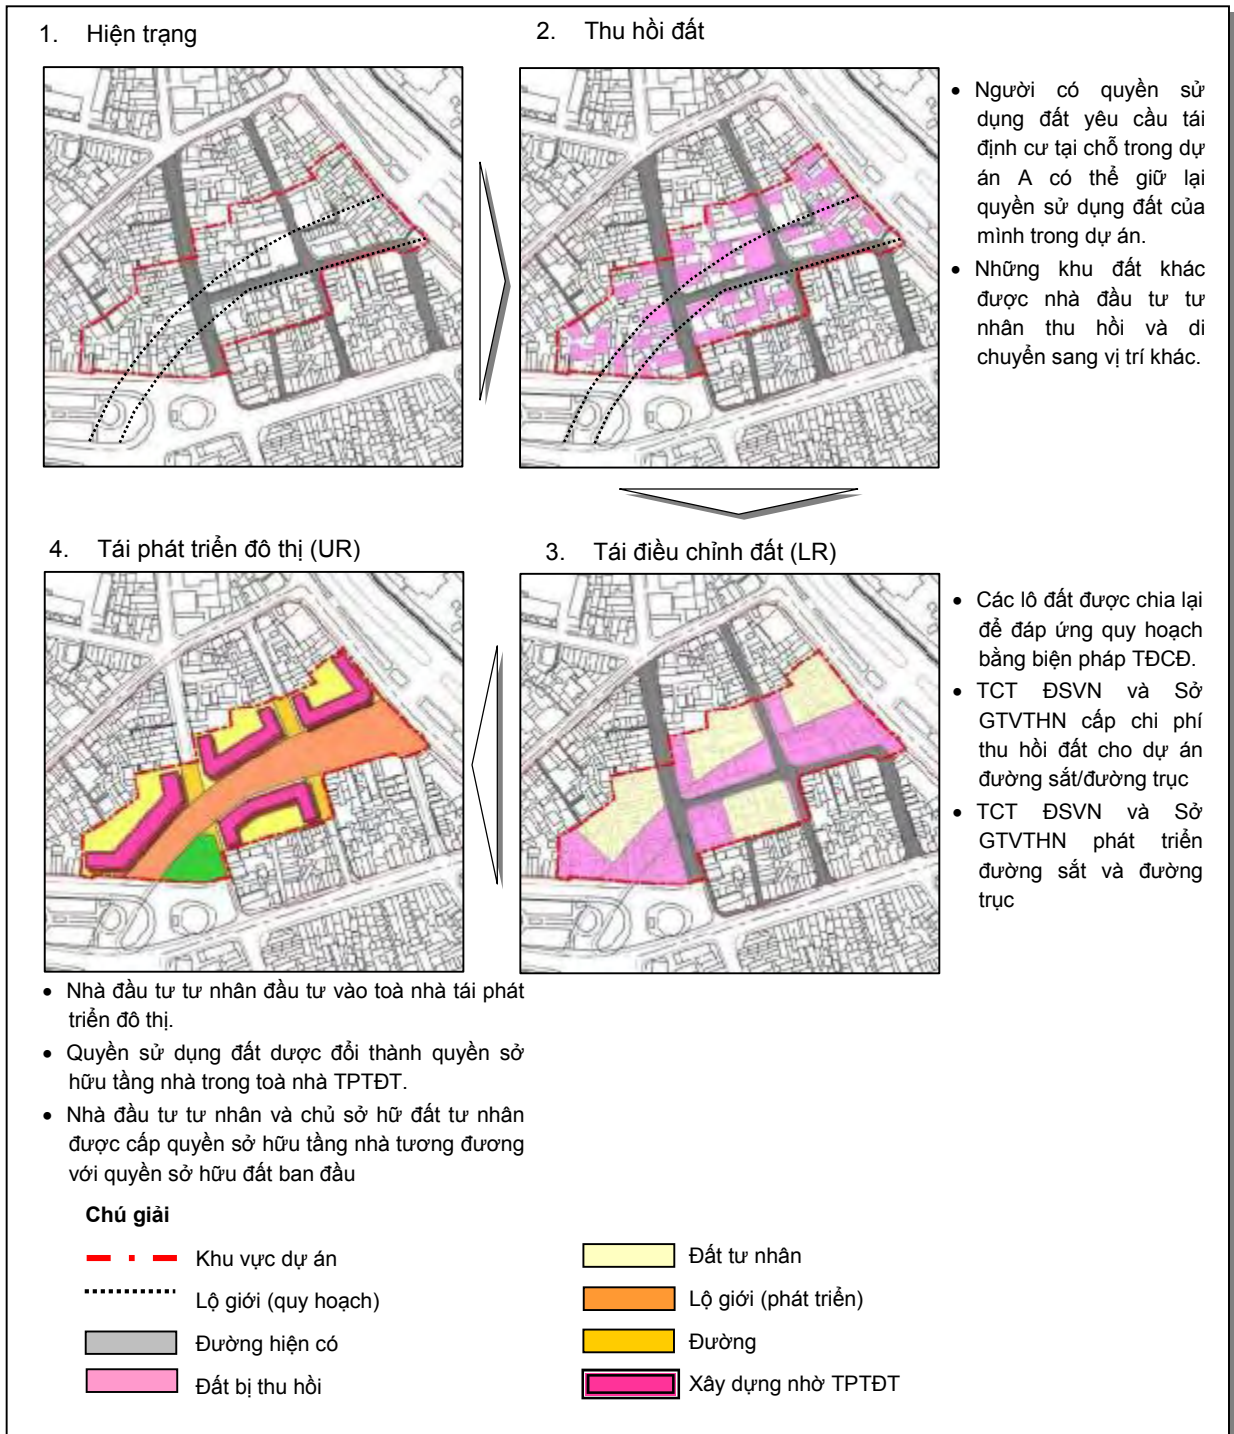 1. Hiện trạng
2. Thu hồi đất
• Người có quyền sử
dụng đất yêu cầu tái
định cư tại chỗ trong dự
án A có thể giữ lại
quyền sử dụng đất của
mình trong dự án.
• Những khu đất khác
được nhà đầu tư tư
nhân thu hồi và di
chuyển sang vị trí khác.
4. Tái phát triển đô thị (UR)
3. Tái điều chỉnh đất (LR)
• Các lô đất được chia lại
để đáp ứng quy hoạch
bằng biện pháp TĐCĐ.
• TCT ĐSVN và Sở
GTVTHN cấp chi phí
thu hồi đất cho dự án
đường sắt/đường trục
• TCT ĐSVN và Sở
GTVTHN phát triển
đường sắt và đường
trục
• Nhà đầu tư tư nhân đầu tư vào toà nhà tái phát
triển đô thị.
• Quyền sử dụng đất dược đổi thành quyền sở
hữu tầng nhà trong toà nhà TPTĐT.
• Nhà đầu tư tư nhân và chủ sở hữ đất tư nhân
được cấp quyền sở hữu tầng nhà tương đương
với quyền sở hữu đất ban đầu
Chú giải
Khu vực dự án
Lộ giới (quy hoạch)
Đường hiện có
Đất bị thu hồi
Đất tư nhân
Lộ giới (phát triển)
Đường
Xây dựng nhờ TPTĐT